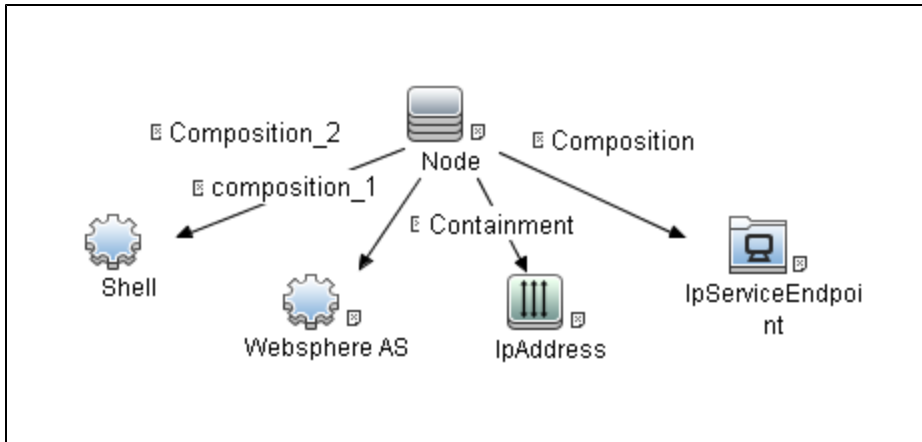 Composition_2
Node
Composition
composition_1
Containment
Shell
Websphere AS
IpAddress
IpServiceEndpoi
nt